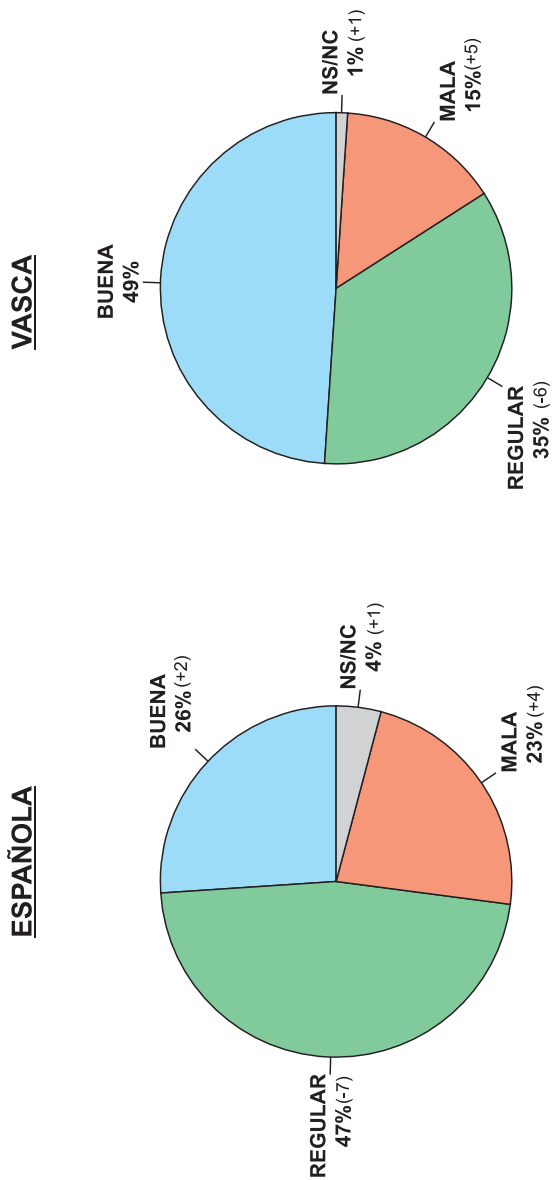 ESPAÑOLA
BUENA
26% (+2)
NS/NC
4% (+1)
MALA
23% (+4)
REGULAR
47% (-7)
VASCA
BUENA
49%
NS/NC
1% (+1)
MALA
15% (+5)
REGULAR
35% (-6)